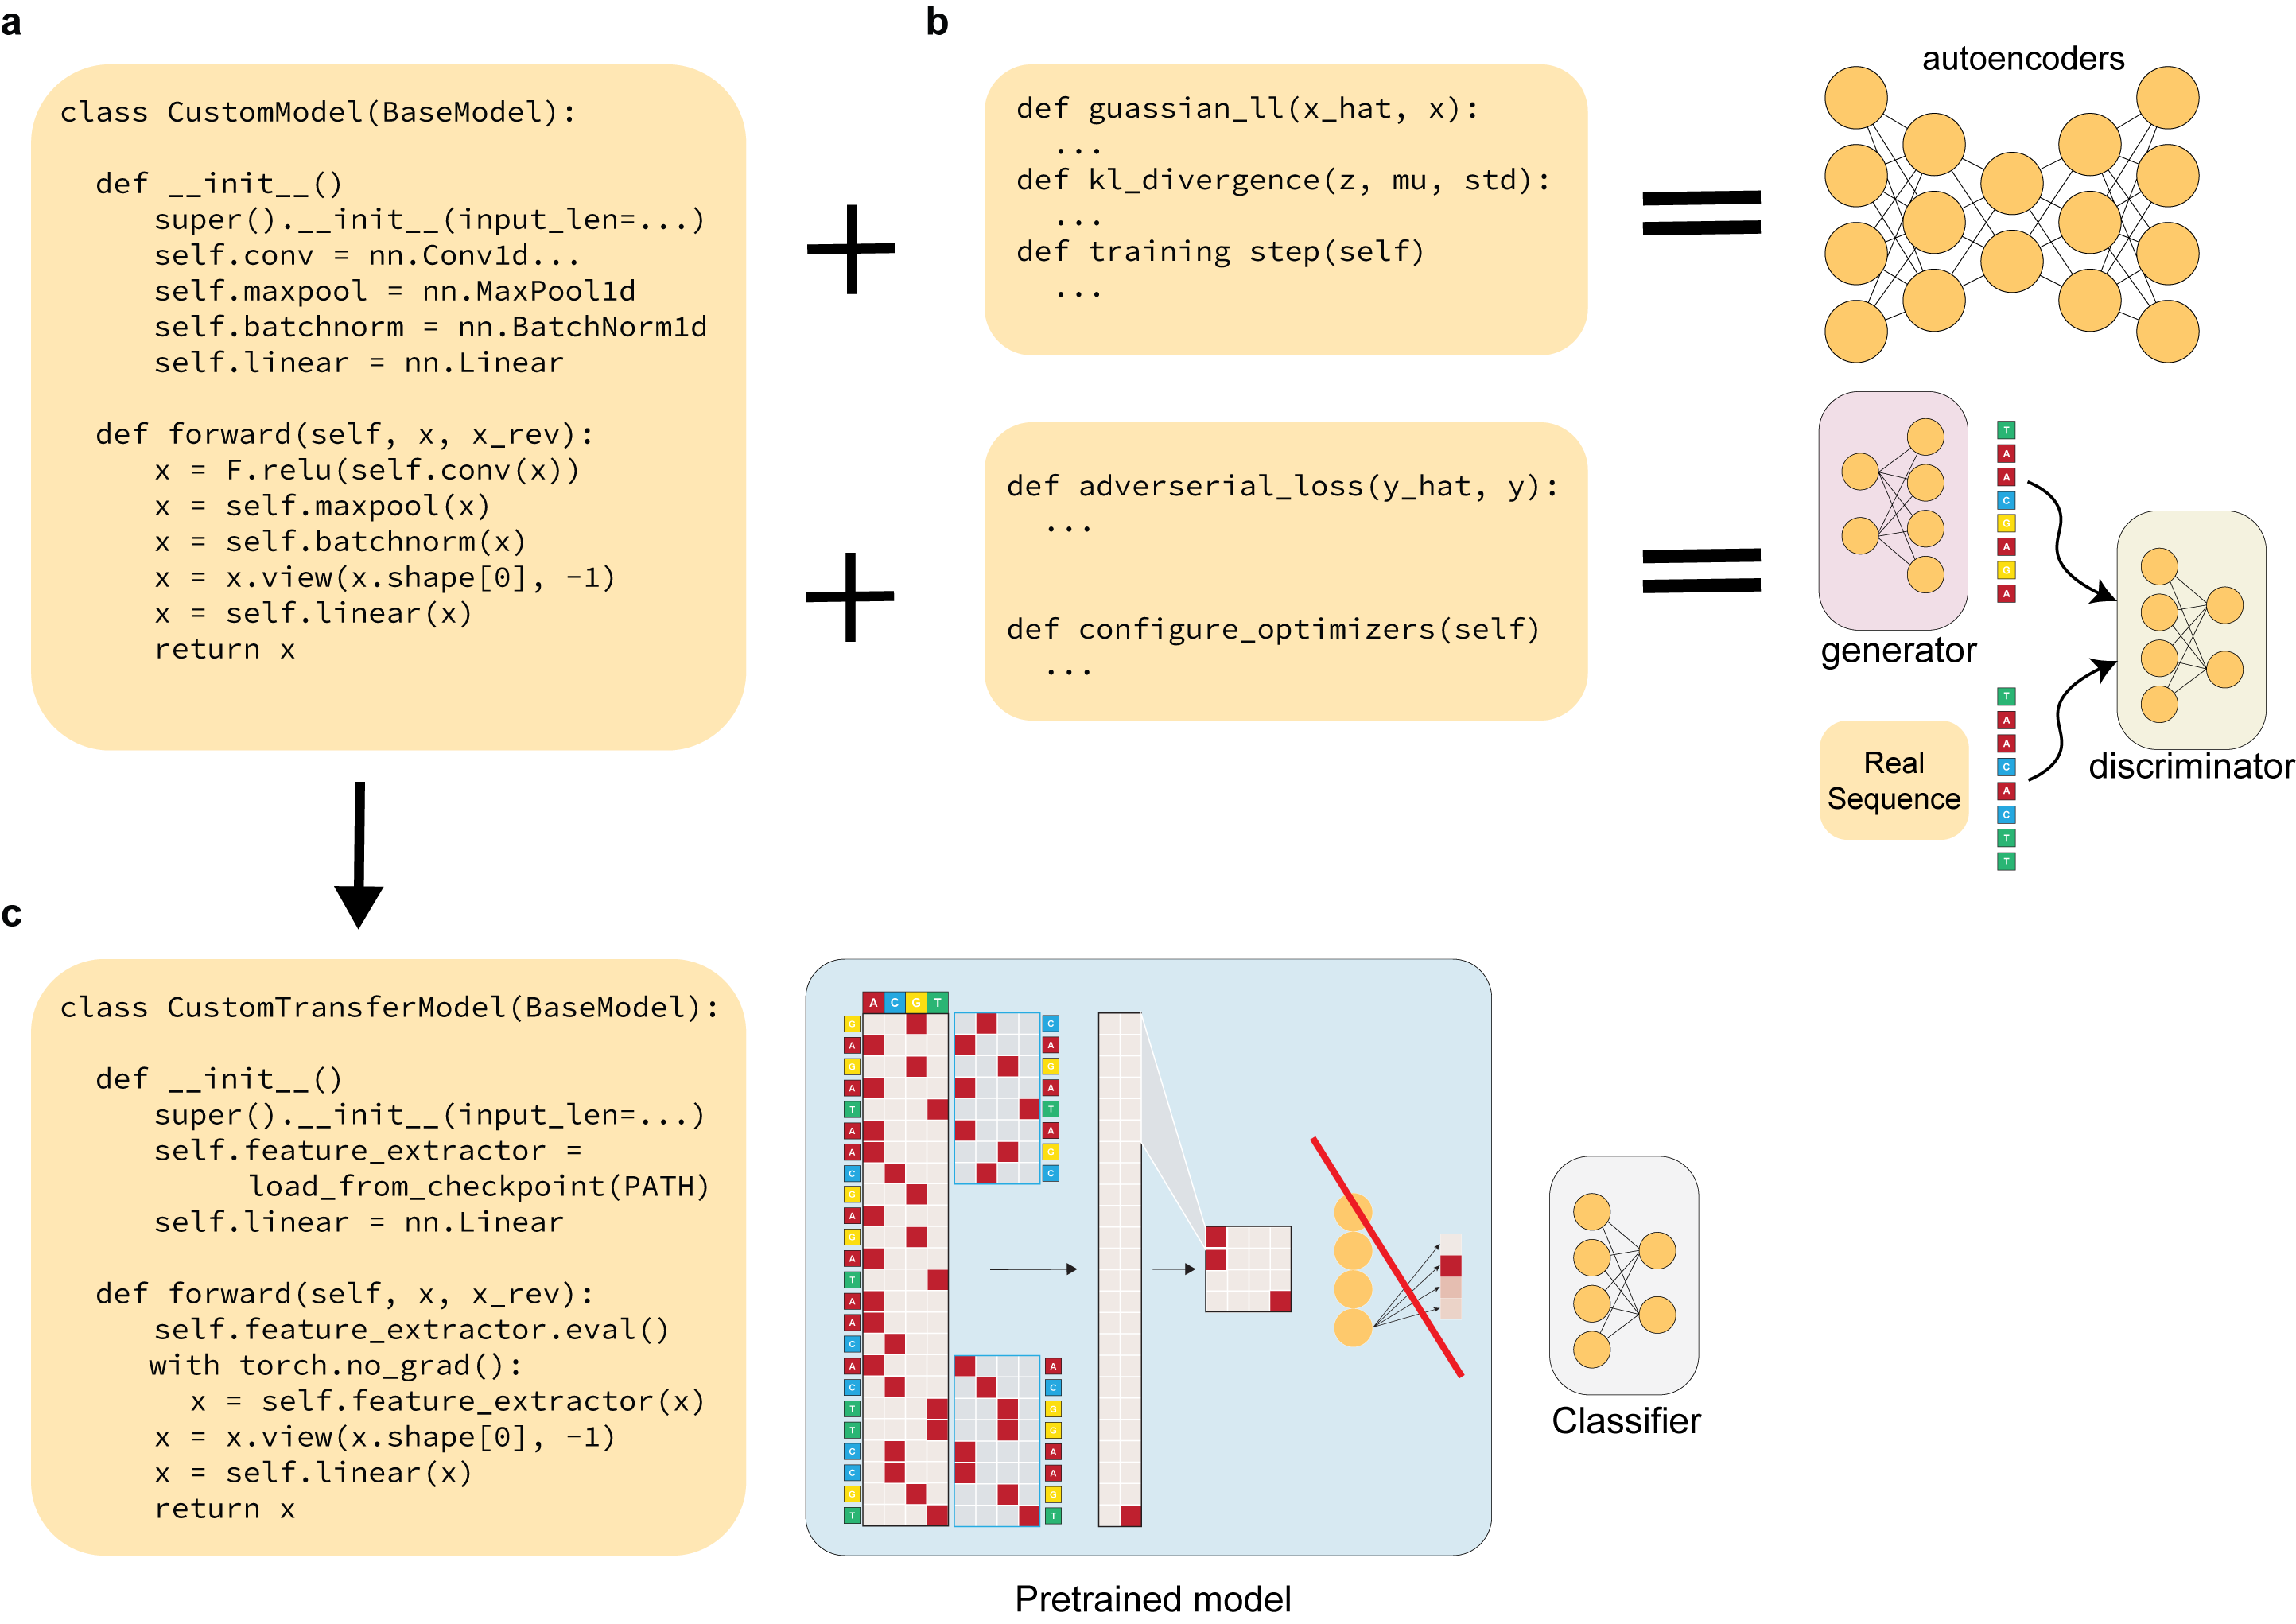 a
class CustomModel(BaseModel):
def __init__()
super().__init__(input_len=...)
self.conv = nn.Conv1d...
self.maxpool = nn.MaxPool1d
self.batchnorm = nn.BatchNorm1d
self.linear = nn.Linear
def forward(self, x, x_rev):
x = F.relu(self.conv(x))
x = self.maxpool(x)
x = self.batchnorm(x)
x = x.view(x.shape[0], -1)
x = self.linear(x)
return x
b
def guassian_ll(x_hat, x):
...
def kl_divergence(z, mu, std):
...
def training step(self)
...
autoencoders
def adverserial_loss(y_hat, y):
...
def configure_optimizers(self)
...
generator
T
A
A
C
G
A
G
A
Real
Sequence
T
A
A
C
A
C
T
T
discriminator
c
class CustomTransferModel(BaseModel):
def __init__()
super().__init__(input_len=...)
self.feature_extractor =
load_from_checkpoint(PATH)
self.linear = nn.Linear
def forward(self, x, x_rev):
self.feature_extractor.eval()
with torch.no_grad():
x = self.feature_extractor(x)
x = x.view(x.shape[0], -1)
x = self.linear(x)
return x
A C G T
G
A
G
A
T
A
A
C
G
A
G
A
T
A
A
C
A
C
T
T
C
C
G
T
C
A
G
A
T
A
G
C
A
C
G
G
A
A
G
T
Pretrained model
Classifier